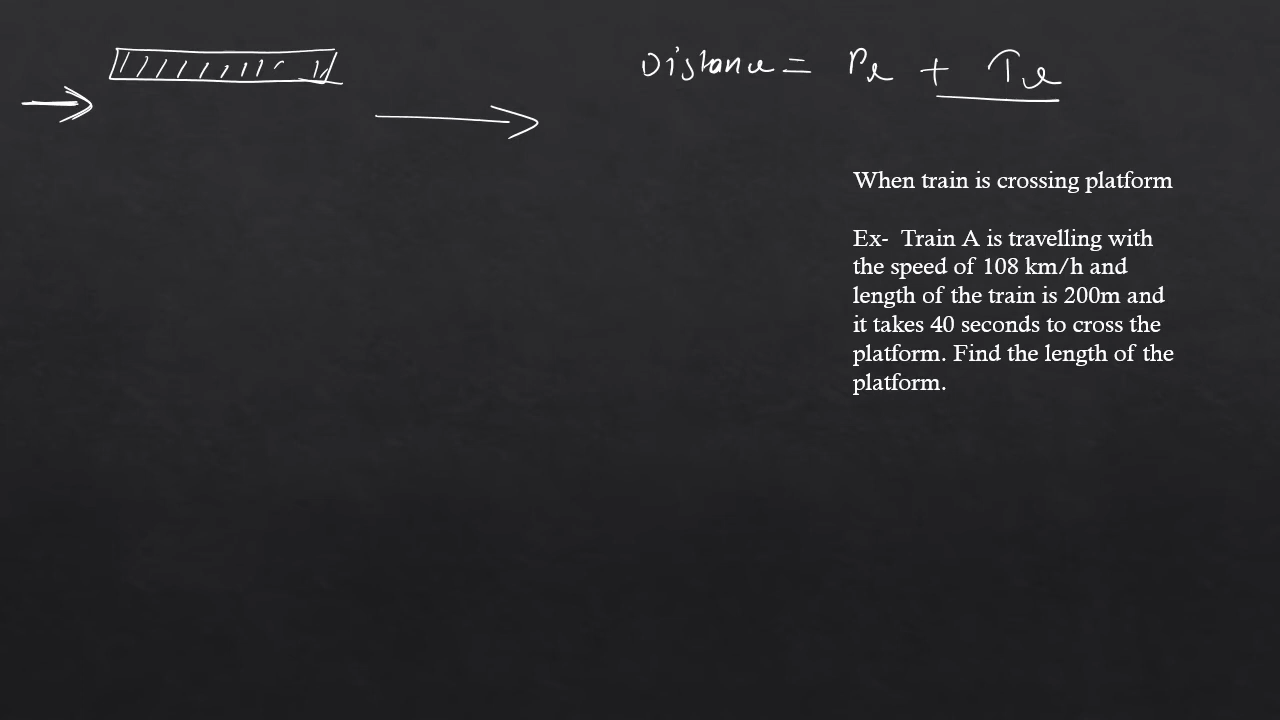 Distance = Pl + Tl
When train is crossing platform
Ex- Train A is travelling with
the speed of 108 km/h and
length of the train is 200m and
it takes 40 seconds to cross the
platform. Find the length of the
platform.